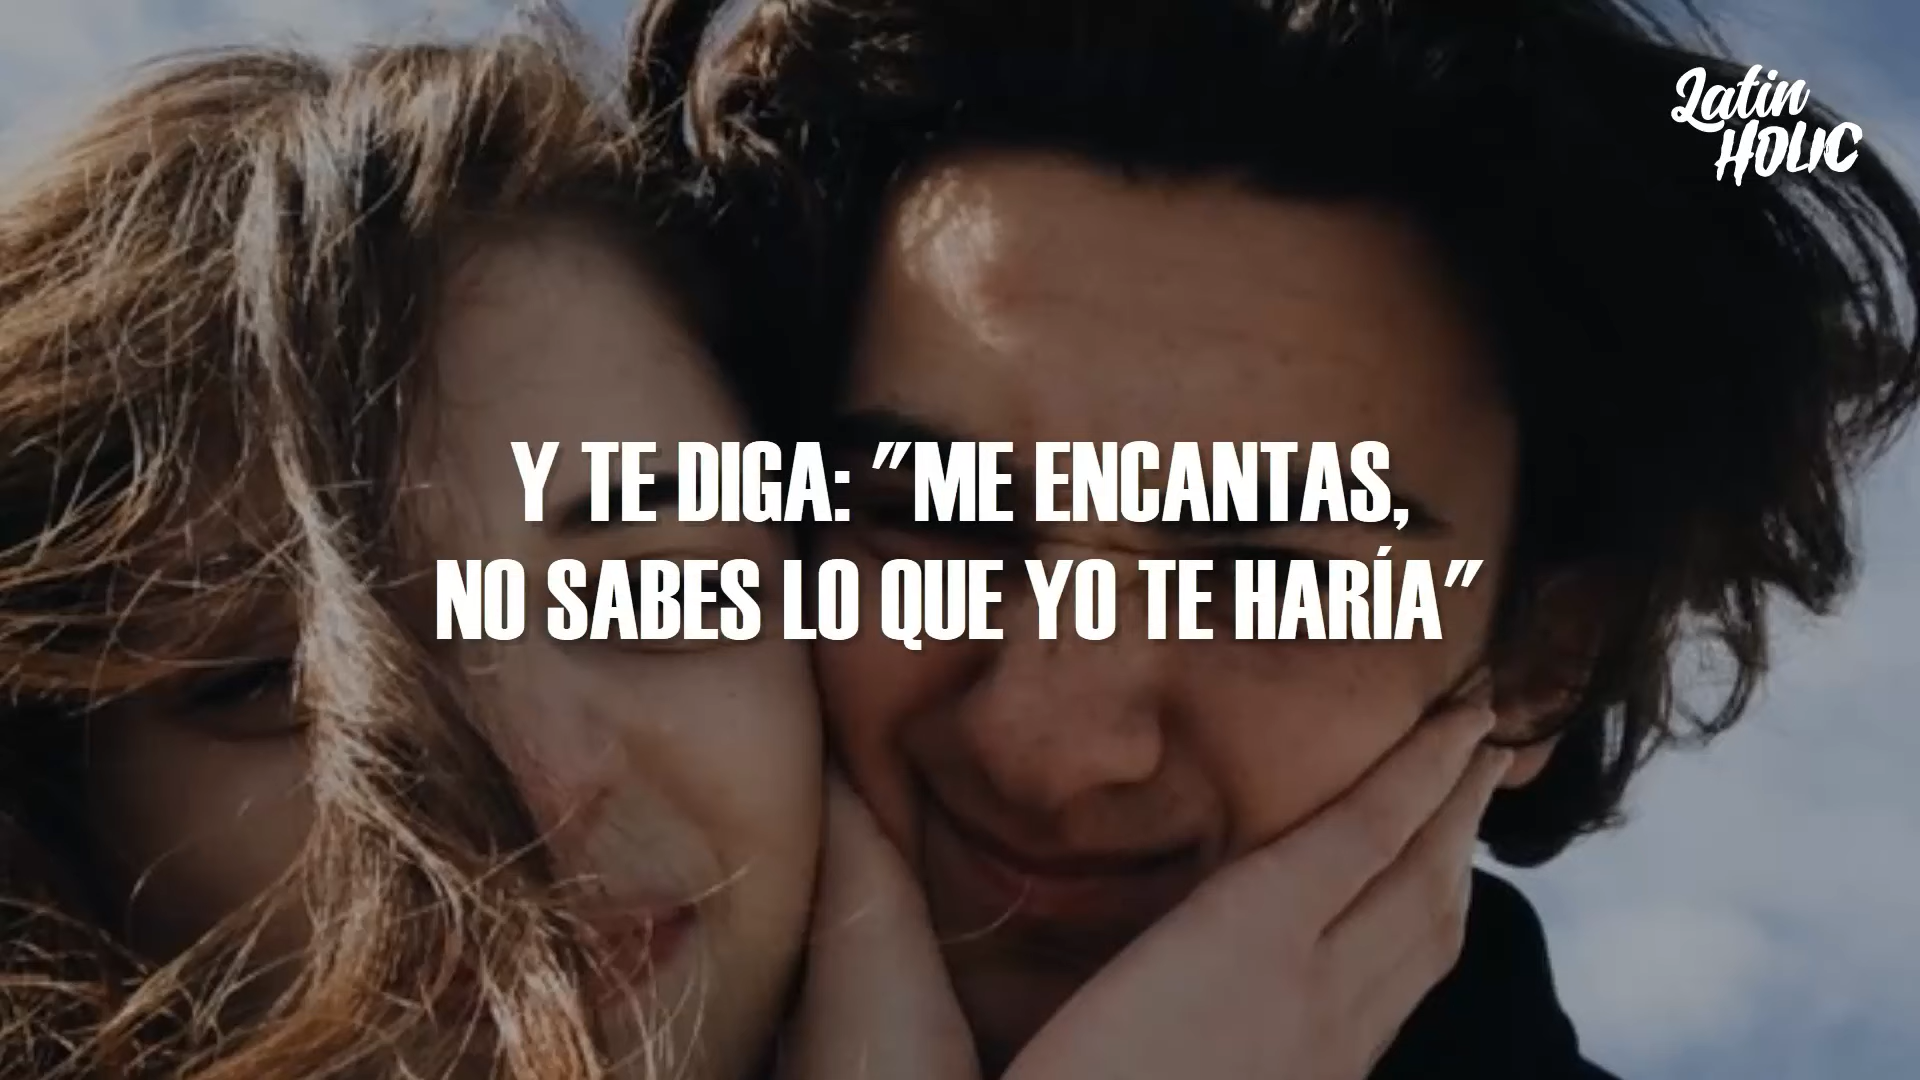 Latin
HOLIC
Y TE DIGA: "ME ENCANTAS,
NO SABES LO QUE YO TE HARÍA"